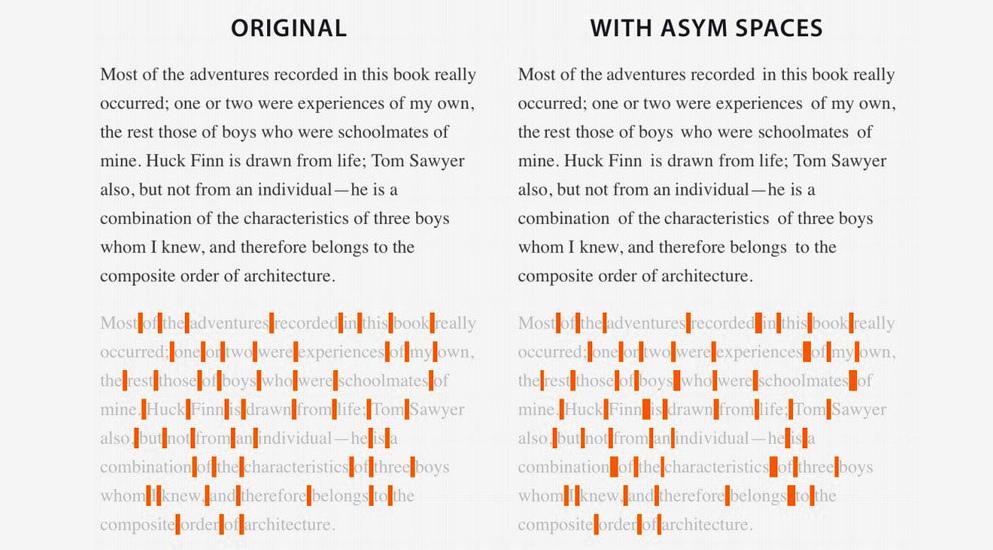 ORIGINAL
Most of the adventures recorded in this book really
occurred; one or two were experiences of my own,
the rest those of boys who were schoolmates of
mine. Huck Finn is drawn from life; Tom Sawyer
also, but not from an individual—he is a
combination of the characteristics of three boys
whom I knew, and therefore belongs to the
composite order of architecture.
Most of the adventures recorded in this book really
occurred; one or two were experiences of my own,
the rest those of boys who were schoolmates of
mine. Huck Finn is drawn from life; Tom Sawyer
also, but not from an individual—he is a
combination of the characteristics of three boys
whom I knew, and therefore belongs to the
composite order of architecture.
WITH ASYM SPACES
Most of the adventures recorded in this book really
occurred; one or two were experiences of my own,
the rest those of boys who were schoolmates of
mine. Huck Finn is drawn from life; Tom Sawyer
also, but not from an individual—he is a
combination of the characteristics of three boys
whom I knew, and therefore belongs to the
composite order of architecture.
Most of the adventures recorded in this book really
occurred; one or two were experiences of my own,
the rest those of boys who were schoolmates of
mine. Huck Finn is drawn from life; Tom Sawyer
also, but not from an individual—he is a
combination of the characteristics of three boys
whom I knew, and therefore belongs to the
composite order of architecture.